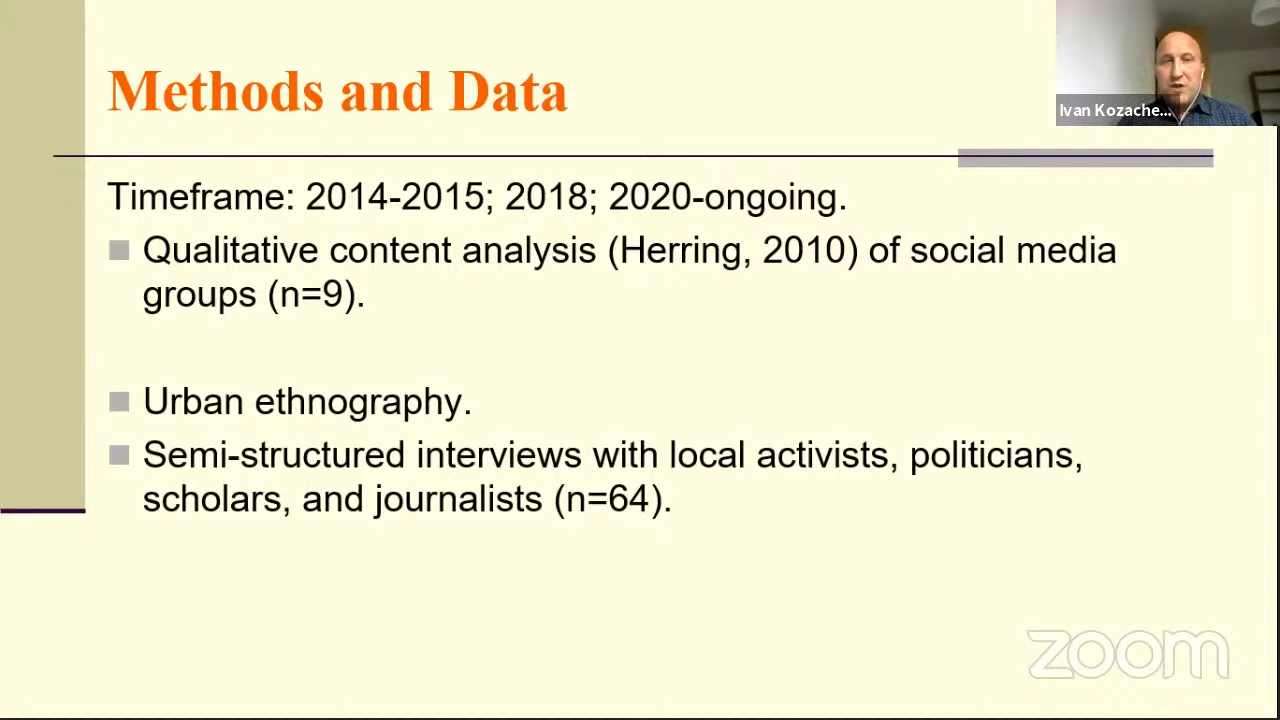 Methods and Data
Ivan Kozache...
Timeframe: 2014-2015; 2018; 2020-ongoing.
Qualitative content analysis (Herring, 2010) of social media
groups (n=9).
Urban ethnography.
Semi-structured interviews with local activists, politicians,
scholars, and journalists (n=64).
zoom